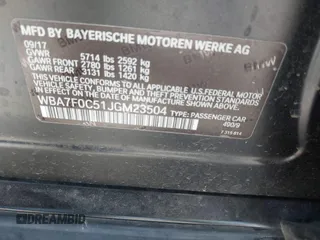 MFD BY BAYERISCHE MOTOREN WERKE AG
09/17
GVWR 5714 lbs 2592 kg
GAWR FRONT 2780 lbs 1261 kg
GAWR REAR 3131 lbs 1420 kg
THIS VEHICLE CONFORMS TO ALL APPLICABLE U.S. FEDERAL MOTOR
VEHICLE SAFETY, BUMPER AND THEFT PREVENTION STANDARDS
IN EFFECT ON THE DATE OF MANUFACTURE SHOWN ABOVE.
WBA7F0C51JGM23504 TYPE: PASSENGER CAR
DREAMBID